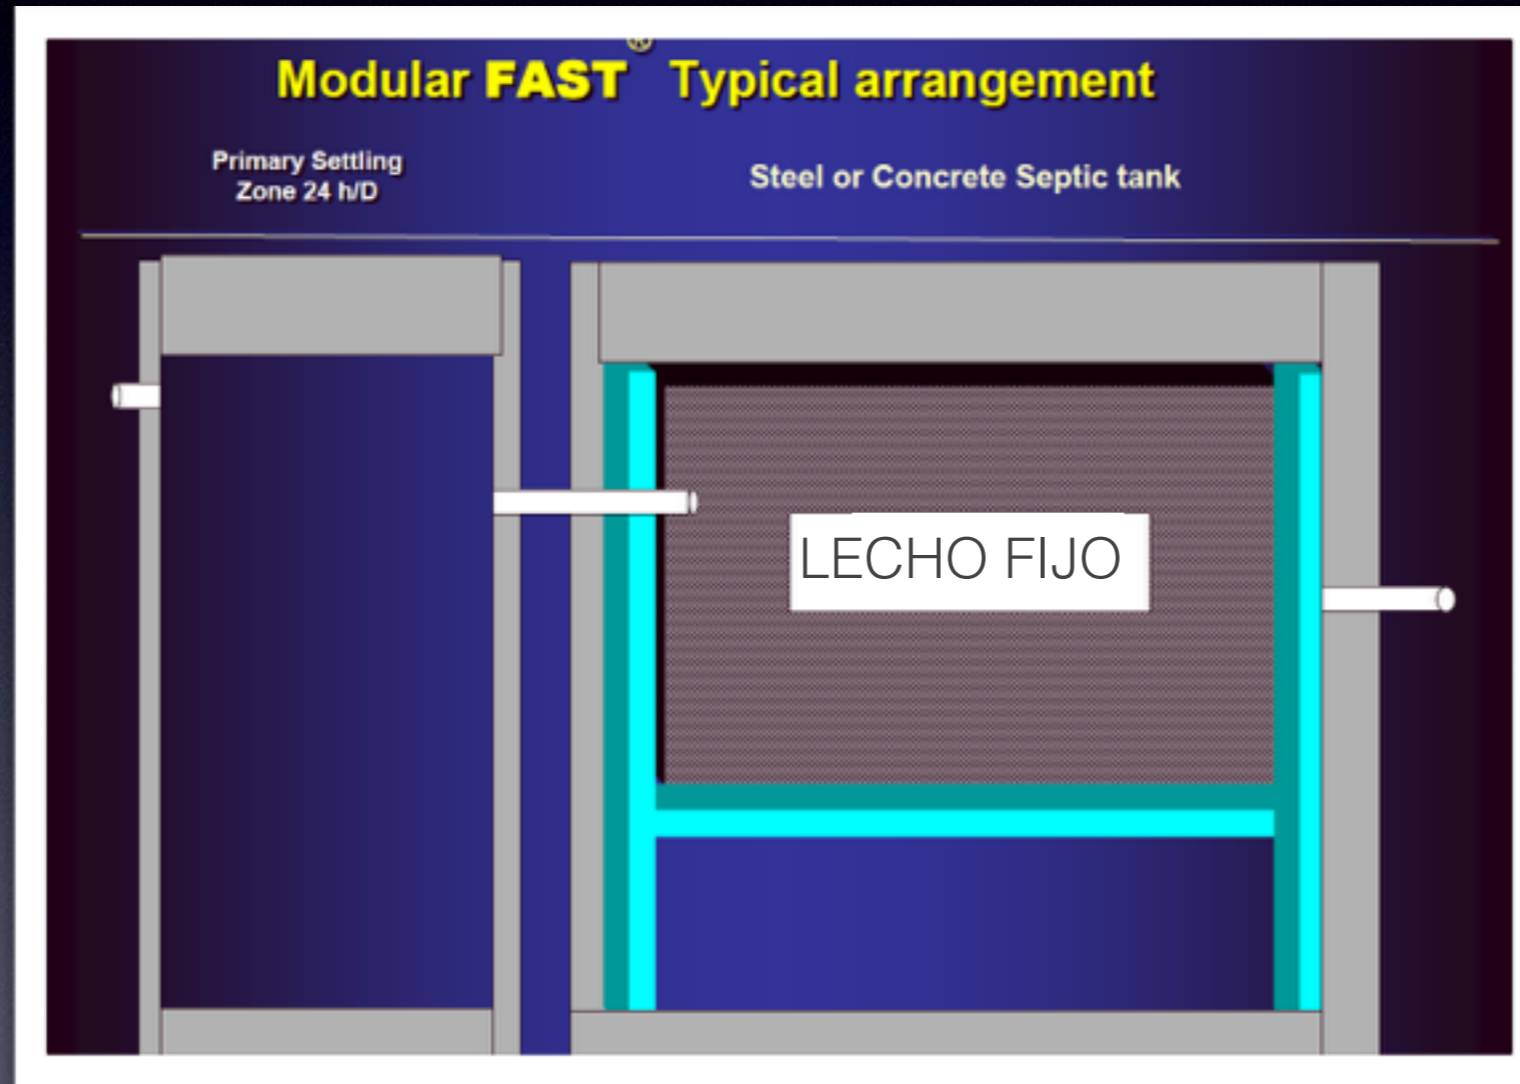 Modular FAST® Typical arrangement
Primary Settling
Zone 24 h/D
Steel or Concrete Septic tank
LECHO FIJO